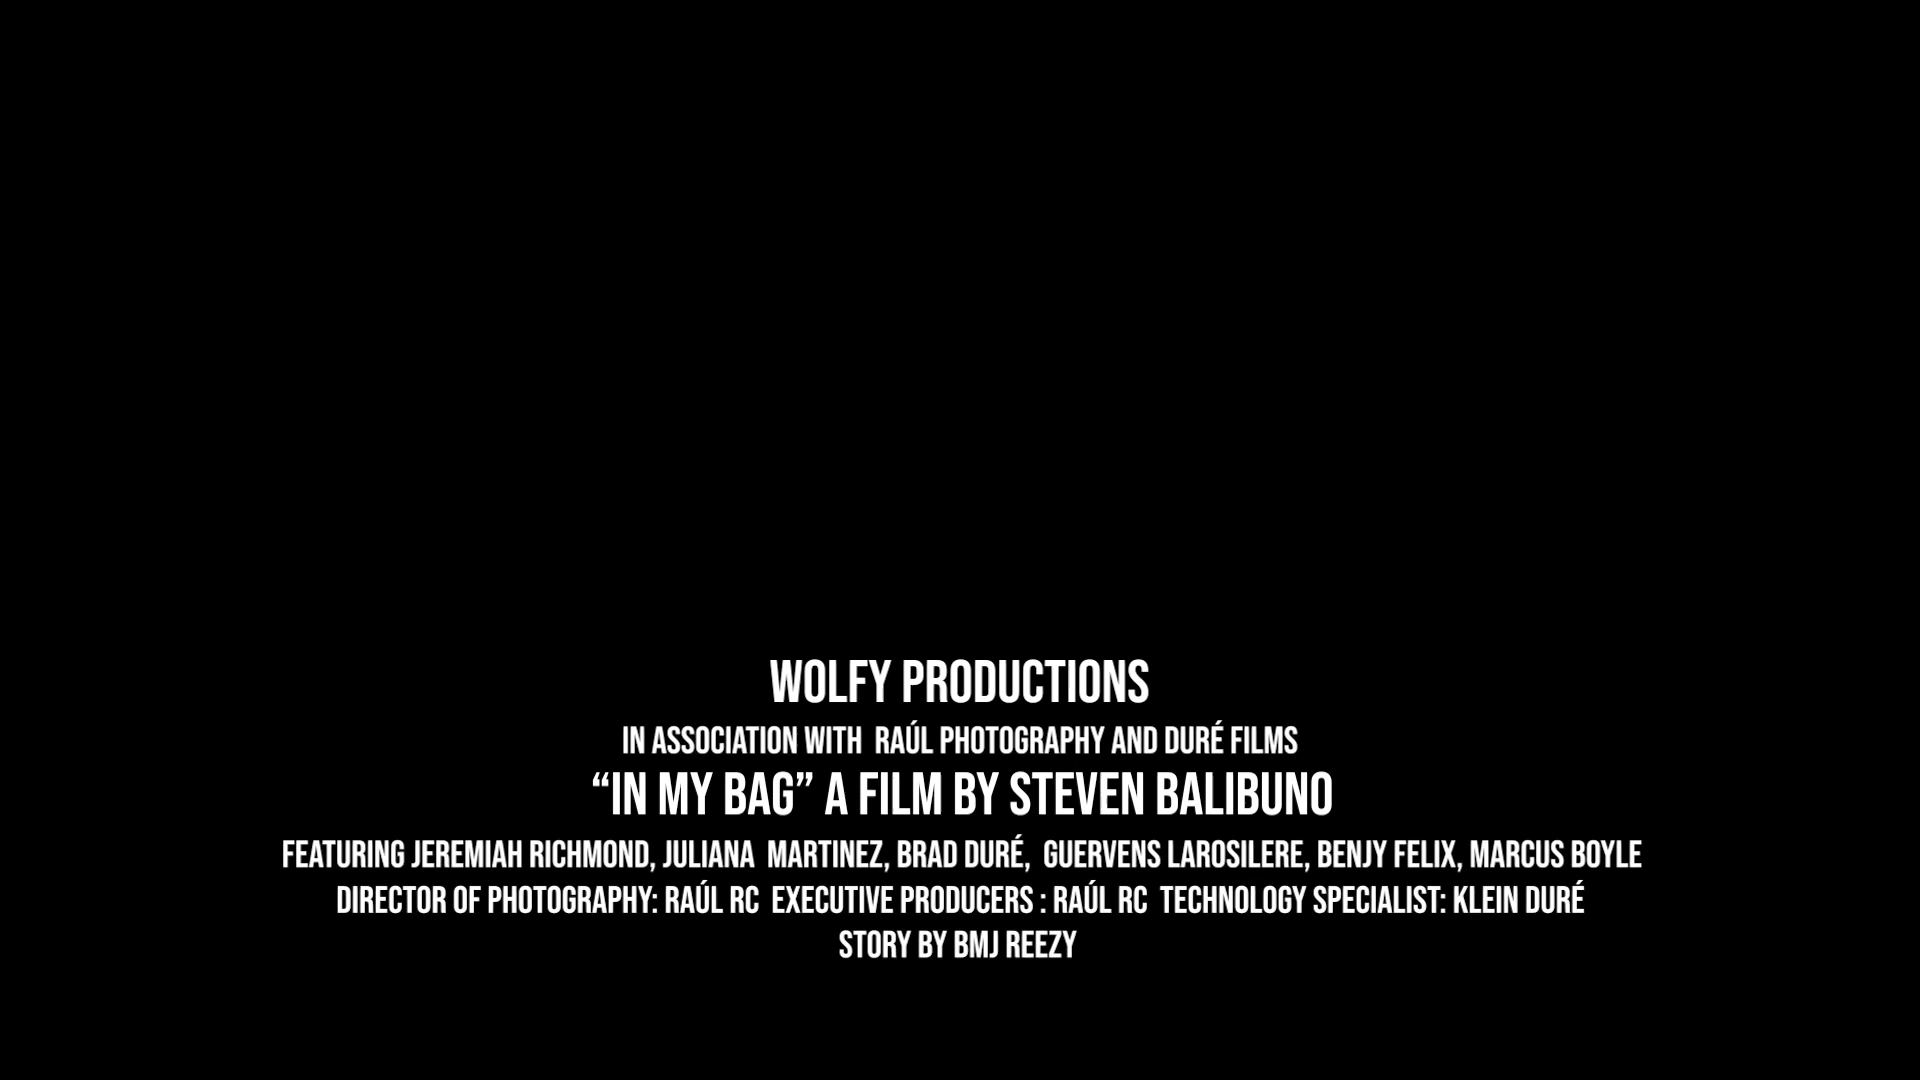 WOLFY PRODUCTIONS
IN ASSOCIATION WITH RAÚL PHOTOGRAPHY AND DURÉ FILMS
“IN MY BAG” A FILM BY STEVEN BALIBUNO
FEATURING JEREMIAH RICHMOND, JULIANA MARTINEZ, BRAD DURÉ, GUERVENS LAROSILERE, BENJY FELIX, MARCUS BOYLE
DIRECTOR OF PHOTOGRAPHY: RAÚL RC EXECUTIVE PRODUCERS : RAÚL RC TECHNOLOGY SPECIALIST: KLEIN DURÉ
STORY BY BMJ REEZY